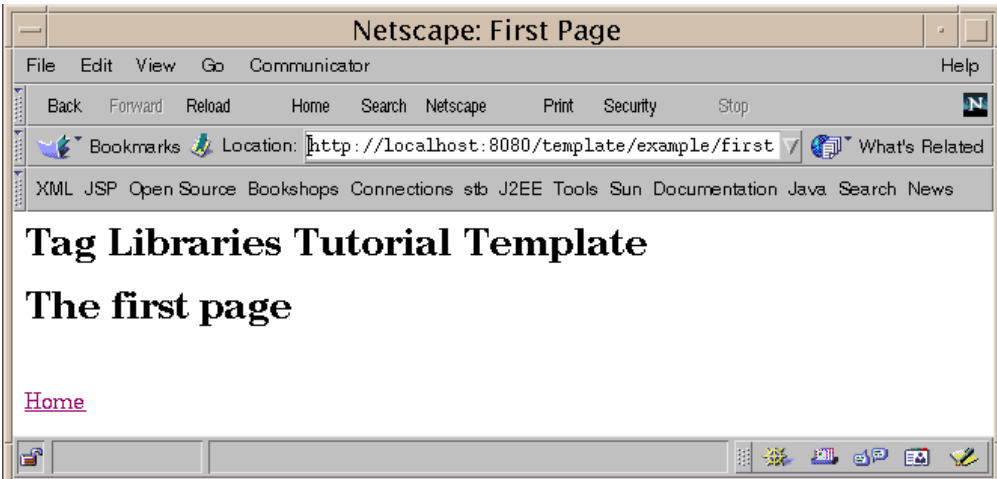 Netscape: First Page
File Edit View Go Communicator Help
Back Forward Reload Home Search Netscape Print Security Stop N
Bookmarks Location: http://localhost:8080/template/example/first What's Related
XML JSP Open Source Bookshops Connections stb J2EE Tools Sun Documentation Java Search News
Tag Libraries Tutorial Template
The first page
Home